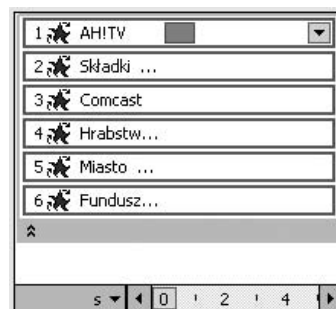 1 AH!TV
2 Składki ...
3 Comcast
4 Hrabstw...
5 Miasto ...
6 Fundusz...
s 0 2 4